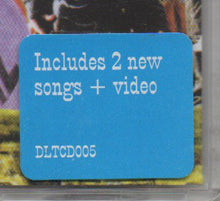 Includes 2 new
songs + video
DLTCD005